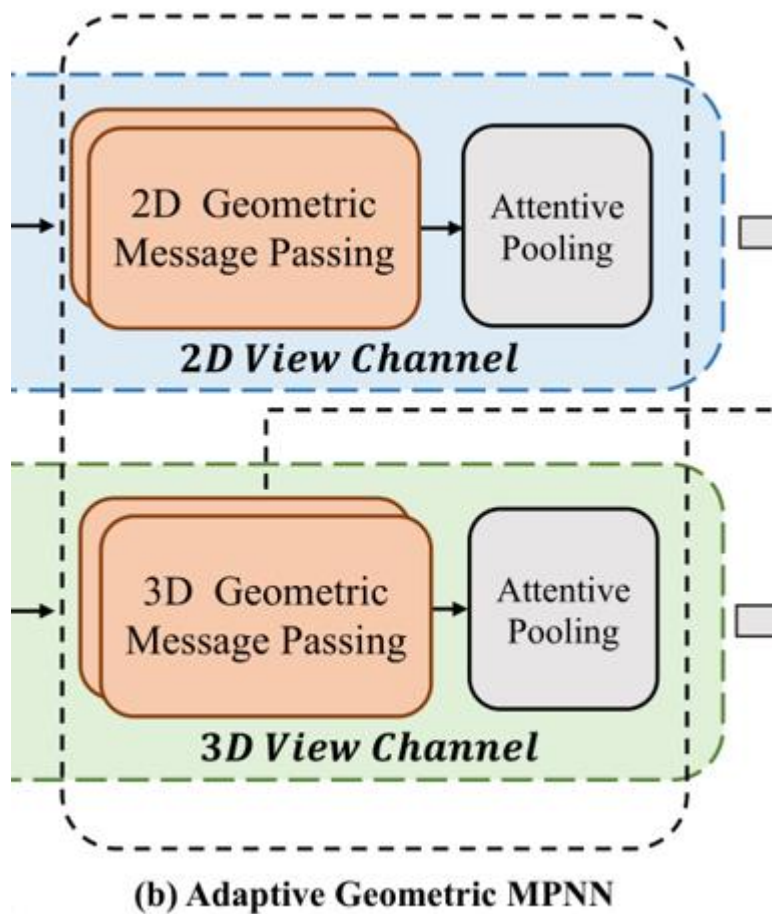 2D Geometric
Message Passing
Attentive
Pooling
2D View Channel
3D Geometric
Message Passing
Attentive
Pooling
3D View Channel
(b) Adaptive Geometric MPNN